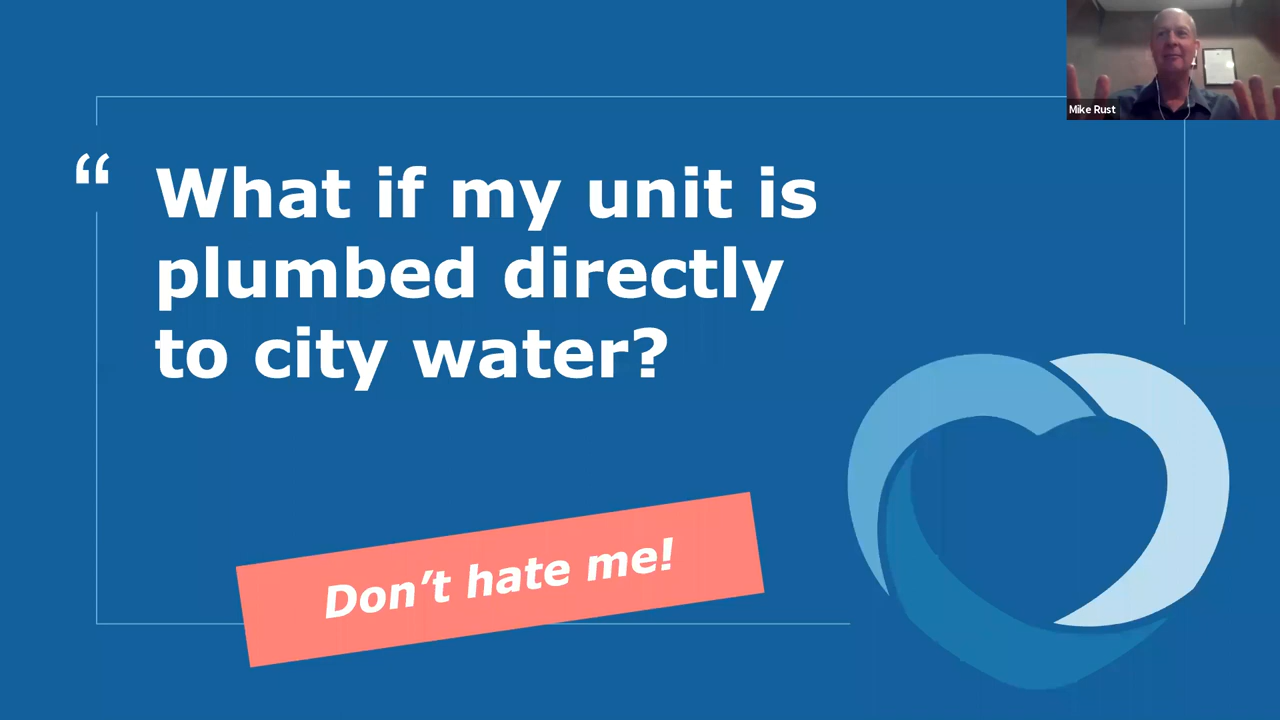 Mike Rust
“
What if my unit is
plumbed directly
to city water?
Don’t hate me!